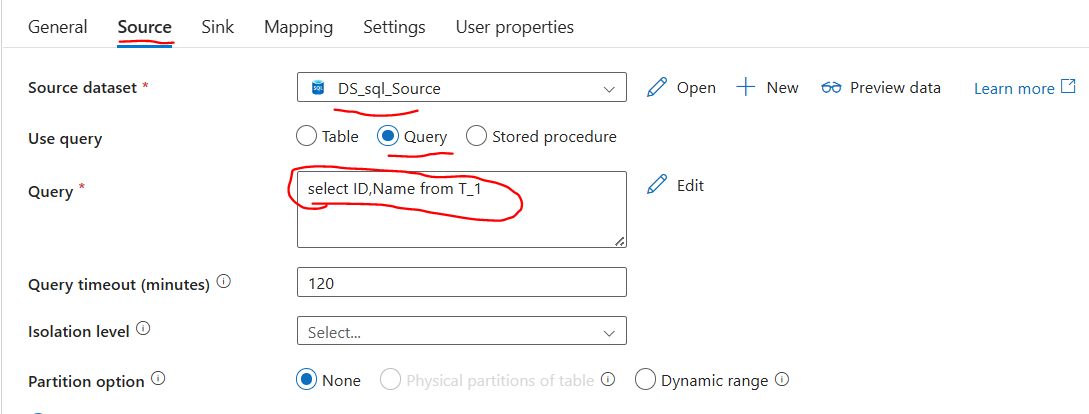 General Source Sink Mapping Settings User properties
Source dataset * SQL DS_sql_Source Open New Preview data Learn more
Use query Table Query Stored procedure
Query * select ID,Name from T_1 Edit
Query timeout (minutes) 120
Isolation level Select...
Partition option None Physical partitions of table Dynamic range